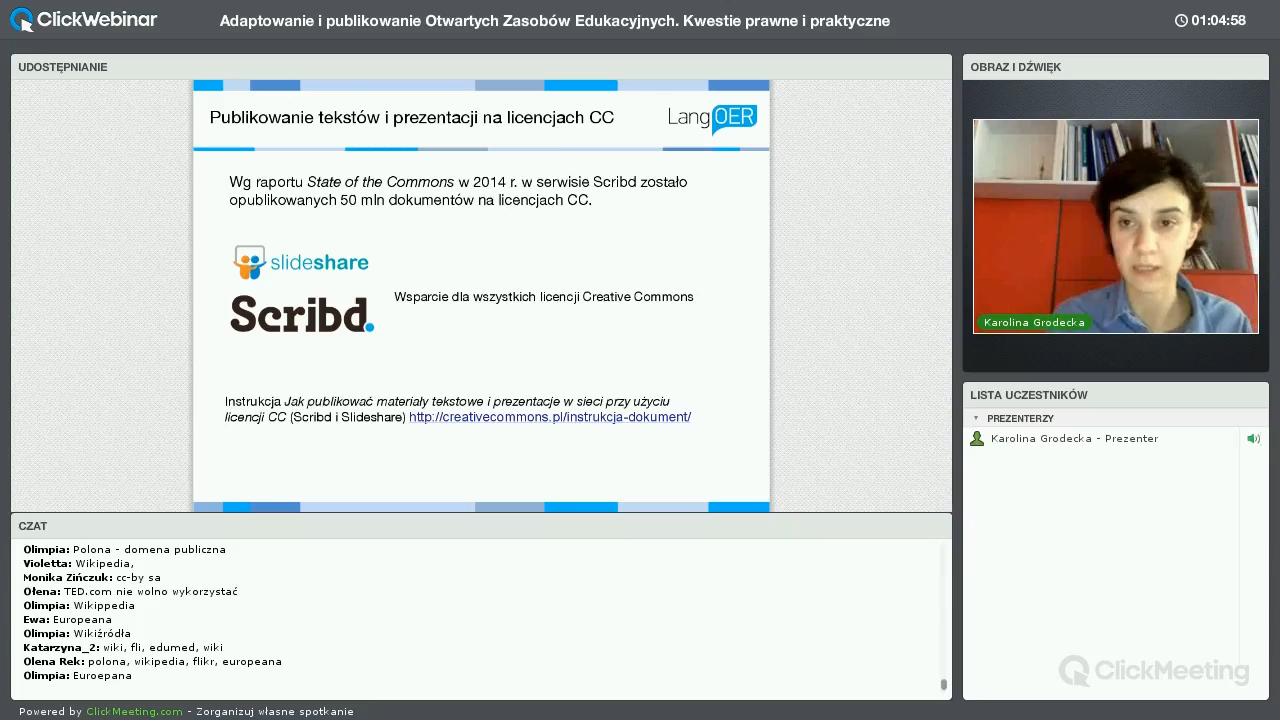 ClickWebinar
Adaptowanie i publikowanie Otwartych Zasobów Edukacyjnych. Kwestie prawne i praktyczne
01:04:58
UDOSTĘPNIANIE
Publikowanie tekstów i prezentacji na licencjach CC
LangOER
Wg raportu State of the Commons w 2014 r. w serwisie Scribd zostało
opublikowanych 50 mln dokumentów na licencjach CC.
slideshare
Scribd.
Wsparcie dla wszystkich licencji Creative Commons
Instrukcja Jak publikować materiały tekstowe i prezentacje w sieci przy użyciu
licencji CC (Scribd i Slideshare) http://creativecommons.pl/instrukcja-dokument/
CZAT
Olimpia: Polona - domena publiczna
Violetta: Wikipedia,
Monika Zińczuk: cc-by sa
Ołena: TED.com nie wolno wykorzystać
Olimpia: Wikippedia
Ewa: Europeana
Olimpia: Wikiźródła
Katarzyna_2: wiki, fli, edumed, wiki
Olena Rek: polona, wikipedia, flikr, europeana
Olimpia: Euroepana
OBRAZ I DŹWIĘK
Karolina Grodecka
LISTA UCZESTNIKÓW
PREZENTERZY
Karolina Grodecka - Prezenter
ClickMeeting
Powered by ClickMeeting.com - Zorganizuj własne spotkanie